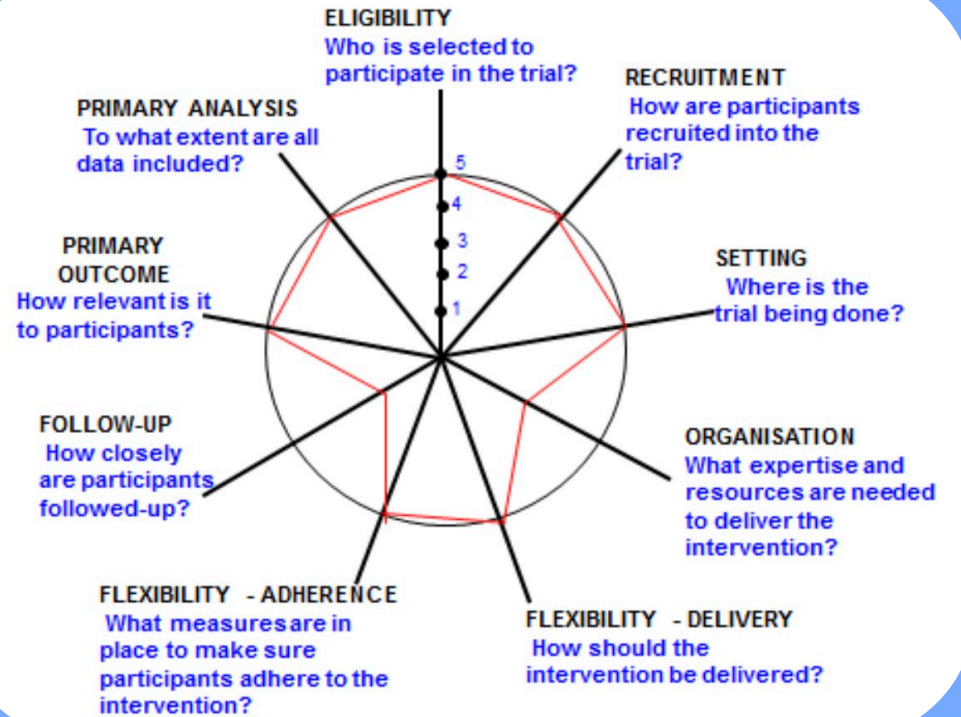 ELIGIBILITY
Who is selected to
participate in the trial?
RECRUITMENT
How are participants
recruited into the
trial?
SETTING
Where is the
trial being done?
ORGANISATION
What expertise and
resources are needed
to deliver the
intervention?
FLEXIBILITY - DELIVERY
How should the
intervention be delivered?
FLEXIBILITY - ADHERENCE
What measures are in
place to make sure
participants adhere to the
intervention?
FOLLOW-UP
How closely
are participants
followed-up?
PRIMARY
OUTCOME
How relevant is it
to participants?
PRIMARY ANALYSIS
To what extent are all
data included?
5
4
3
2
1